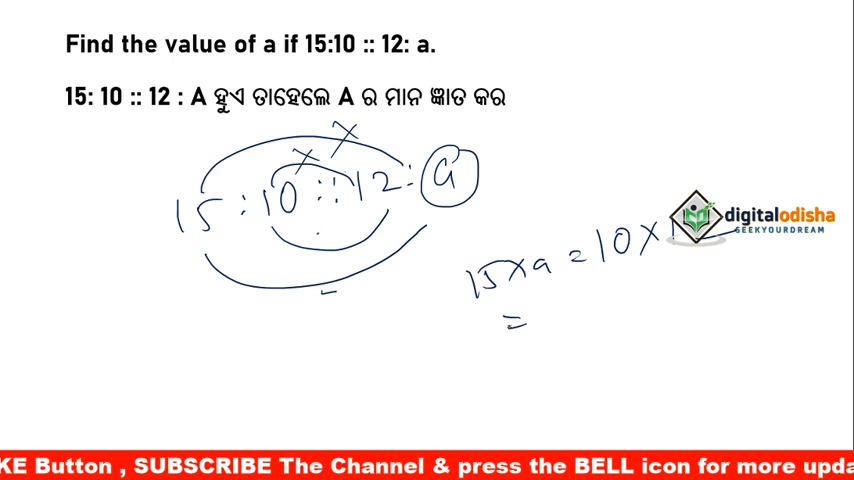 Find the value of a if 15:10 :: 12: a.
15: 10 :: 12 : A ହୁଏ ତାହେଲେ A ର ମାନ ଜ୍ଞାତ କର
x x
15 : 10 :: 12 : a
15 x a = 10 x
=
digitalodisha
GEEKYOURDREAM
KE Button , SUBSCRIBE The Channel & press the BELL icon for more upda